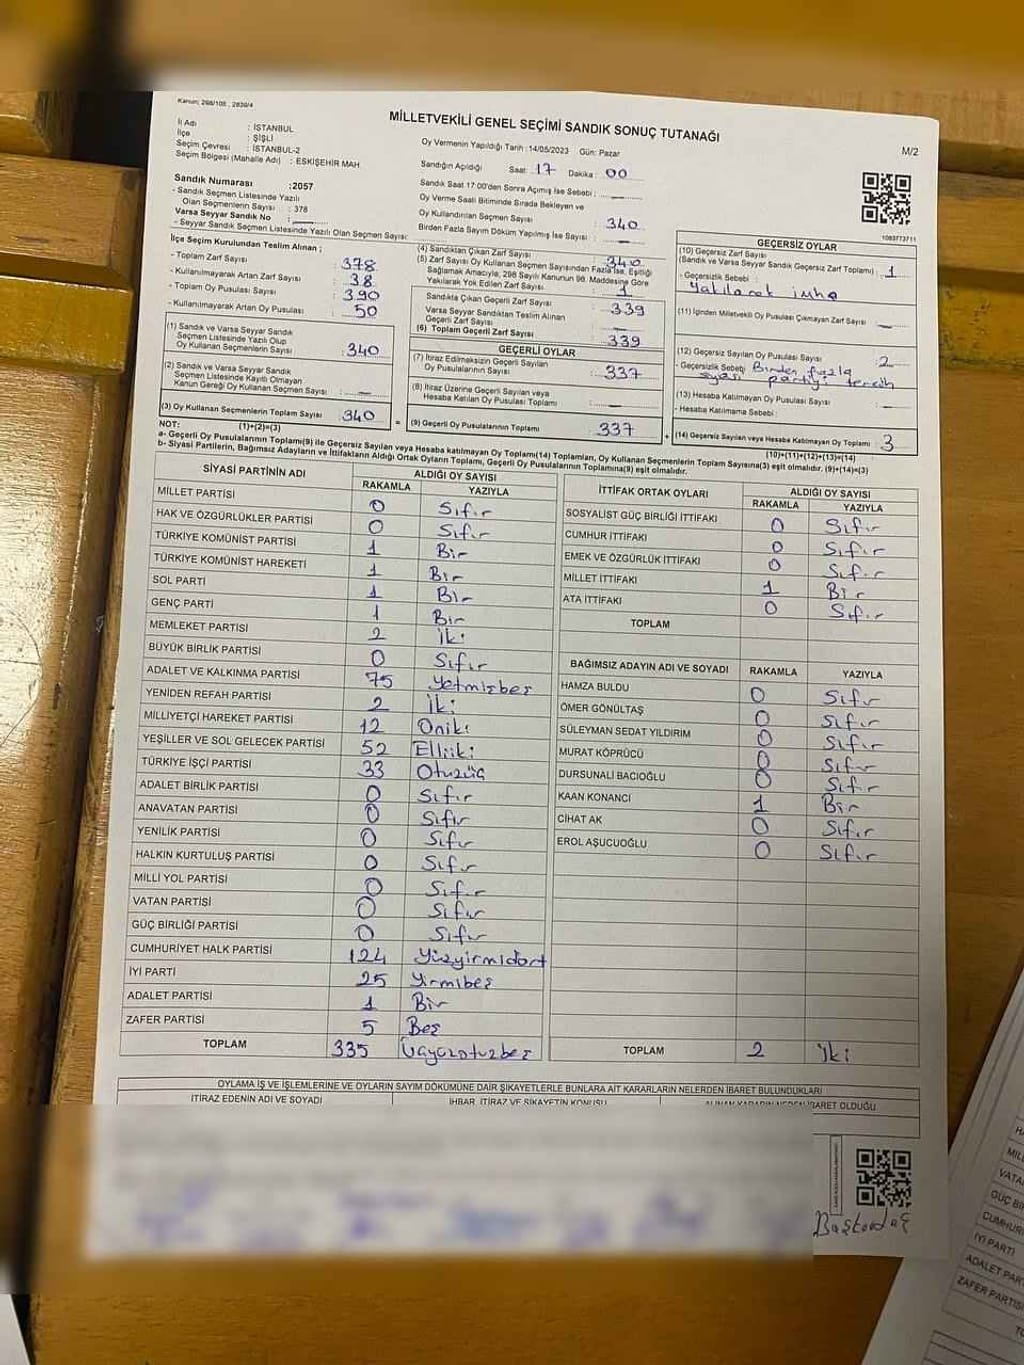 Kanun; 298/105 , 2839/4
MİLLETVEKİLİ GENEL SEÇİMİ SANDIK SONUÇ TUTANAĞI
M/2
İl Adı : İSTANBUL
İlçe : ŞİŞLİ
Seçim Çevresi : İSTANBUL-2
Seçim Bölgesi (Mahalle Adı) : ESKİŞEHİR MAH
Oy Vermenin Yapıldığı Tarih : 14/05/2023 Gün: Pazar
Sandığın Açıldığı Saat: 17 Dakika: 00
Sandık Saat 17:00'den Sonra Açılmış İse Sebebi : —
Oy Verme Saati Bitiminde Sırada Bekleyen ve
Oy Kullandırılan Seçmen Sayısı : 340
Birden Fazla Sayım Döküm Yapılmış İse Sayısı : —
Sandık Numarası : 2057
- Sandık Seçmen Listesinde Yazılı
Olan Seçmenlerin Sayısı : 378
Varsa Seyyar Sandık No : —
- Seyyar Sandık Seçmen Listesinde Yazılı Olan Seçmen Sayısı:
İlçe Seçim Kurulundan Teslim Alınan ;
- Toplam Zarf Sayısı : 378
- Kullanılmayarak Artan Zarf Sayısı : 38
- Toplam Oy Pusulası Sayısı : 390
- Kullanılmayarak Artan Oy Pusulası : 50
(4) Sandıktan Çıkan Zarf Sayısı : 340
(5) Zarf Sayısı Oy Kullanan Seçmen Sayısından Fazla İse, Eşitliği
Sağlamak Amacıyla, 298 Sayılı Kanunun 98. Maddesine Göre
Yakılarak Yok Edilen Zarf Sayısı : 1
Sandıkta Çıkan Geçerli Zarf Sayısı : 339
Varsa Seyyar Sandıktan Teslim Alınan
Geçerli Zarf Sayısı : —
(6) Toplam Geçerli Zarf Sayısı : 339
1083773711
GEÇERSİZ OYLAR
(10) Geçersiz Zarf Sayısı
(Sandık ve Varsa Seyyar Sandık Geçersiz Zarf Toplamı) : 1
- Geçersizlik Sebebi :
Yakılarak imha
(11) İçinden Milletvekili Oy Pusulası Çıkmayan Zarf Sayısı : —
(12) Geçersiz Sayılan Oy Pusulası Sayısı : 2
- Geçersizlik Sebebi : Birden fazla
siyasi partiyi tercih
(13) Hesaba Katılmayan Oy Pusulası Sayısı : —
- Hesaba Katılmama Sebebi :
(14) Geçersiz Sayılan veya Hesaba Katılmayan Oy Toplamı : 3
(10)+(11)+(12)+(13)=(14)
(1) Sandık ve Varsa Seyyar Sandık
Seçmen Listesinde Yazılı Olup
Oy Kullanan Seçmenlerin Sayısı : 340
(2) Sandık ve Varsa Seyyar Sandık
Seçmen Listesinde Kayıtlı Olmayan
Kanun Gereği Oy Kullanan Seçmen Sayısı : —
(3) Oy Kullanan Seçmenlerin Toplam Sayısı : 340
(1)+(2)=(3)
GEÇERLİ OYLAR
(7) İtiraz Edilmeksizin Geçerli Sayılan
Oy Pusulalarının Sayısı : 337
(8) İtiraz Üzerine Geçerli Sayılan veya
Hesaba Katılan Oy Pusulası Toplamı : —
= (9) Geçerli Oy Pusulalarının Toplamı : 337 +
NOT:
a- Geçerli Oy Pusulalarının Toplamı(9) ile Geçersiz Sayılan veya Hesaba katılmayan Oy Toplamı(14) Toplamları, Oy Kullanan Seçmenlerin Toplam Sayısına(3) eşit olmalıdır. (9)+(14)=(3)
b- Siyasi Partilerin, Bağımsız Adayların ve İttifakların Aldığı Ortak Oyların Toplamı, Geçerli Oy Pusulalarının Toplamına(9) eşit olmalıdır.
SİYASİ PARTİNİN ADI ALDIĞI OY SAYISI
RAKAMLA YAZIYLA
MİLLET PARTİSİ 0 Sıfır
HAK VE ÖZGÜRLÜKLER PARTİSİ 0 Sıfır
TÜRKİYE KOMÜNİST PARTİSİ 1 Bir
TÜRKİYE KOMÜNİST HAREKETİ 1 Bir
SOL PARTİ 1 Bir
GENÇ PARTİ 1 Bir
MEMLEKET PARTİSİ 2 İki
BÜYÜK BİRLİK PARTİSİ 0 Sıfır
ADALET VE KALKINMA PARTİSİ 75 Yetmişbeş
YENİDEN REFAH PARTİSİ 2 İki
MİLLİYETÇİ HAREKET PARTİSİ 12 Oniki
YEŞİLLER VE SOL GELECEK PARTİSİ 52 Elliiki
TÜRKİYE İŞÇİ PARTİSİ 33 Otuzüç
ADALET BİRLİK PARTİSİ 0 Sıfır
ANAVATAN PARTİSİ 0 Sıfır
YENİLİK PARTİSİ 0 Sıfır
HALKIN KURTULUŞ PARTİSİ 0 Sıfır
MİLLİ YOL PARTİSİ 0 Sıfır
VATAN PARTİSİ 0 Sıfır
GÜÇ BİRLİĞİ PARTİSİ 0 Sıfır
CUMHURİYET HALK PARTİSİ 124 Yüzyirmidört
İYİ PARTİ 25 Yirmibeş
ADALET PARTİSİ 1 Bir
ZAFER PARTİSİ 5 Beş
TOPLAM 335 Üçyüzotuzbeş
İTTİFAK ORTAK OYLARI ALDIĞI OY SAYISI
RAKAMLA YAZIYLA
SOSYALİST GÜÇ BİRLİĞİ İTTİFAKI 0 Sıfır
CUMHUR İTTİFAKI 0 Sıfır
EMEK VE ÖZGÜRLÜK İTTİFAKI 0 Sıfır
MİLLET İTTİFAKI 1 Bir
ATA İTTİFAKI 0 Sıfır
TOPLAM
BAĞIMSIZ ADAYIN ADI VE SOYADI RAKAMLA YAZIYLA
HAMZA BULDU 0 Sıfır
ÖMER GÖNÜLTAŞ 0 Sıfır
SÜLEYMAN SEDAT YILDIRIM 0 Sıfır
MURAT KÖPRÜCÜ 0 Sıfır
DURSUNALİ BACIOĞLU 0 Sıfır
KAAN KONANCİ 1 Bir
CİHAT AK 0 Sıfır
EROL AŞUCUOĞLU 0 Sıfır
TOPLAM 2 İki
OYLAMA İŞ VE İŞLEMLERİNE VE OYLARIN SAYIM DÖKÜMÜNE DAİR ŞİKAYETLERLE BUNLARA AİT KARARLARIN NELERDEN İBARET BULUNDUKLARI
İTİRAZ EDENİN ADI VE SOYADI İHBAR, İTİRAZ VE ŞİKAYETİN KONUSU
MİLL
VATA
GÜÇ Bİ
CUMHUR
İYİ PARTİ
ADALET PAR
ZAFER PARTİS